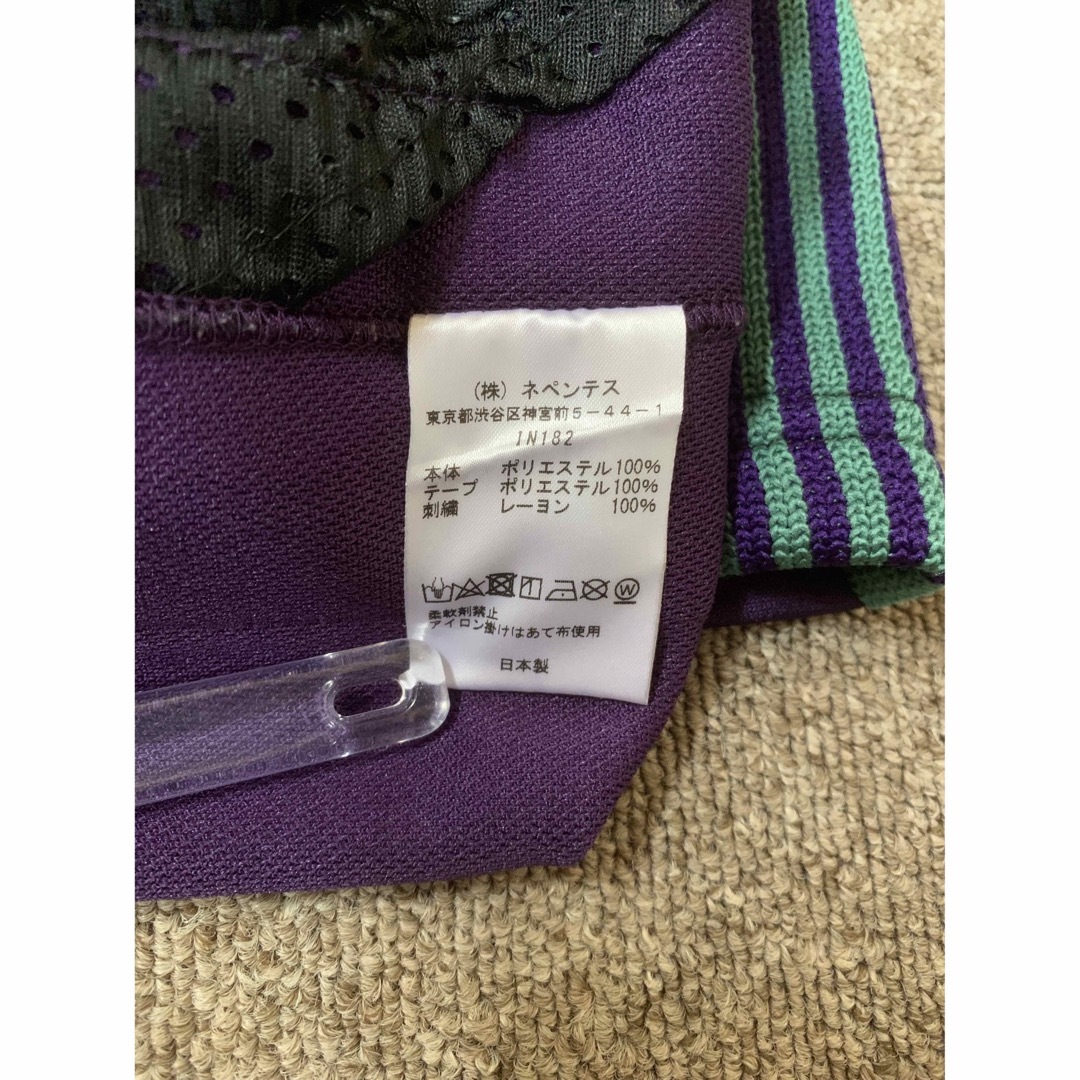 (株) ネペンテス
東京都渋谷区神宮前5-44-1
IN182
本体 ポリエステル100%
テープ ポリエステル100%
刺繍 レーヨン 100%
W
柔軟剤禁止
アイロン掛けはあて布使用
日本製